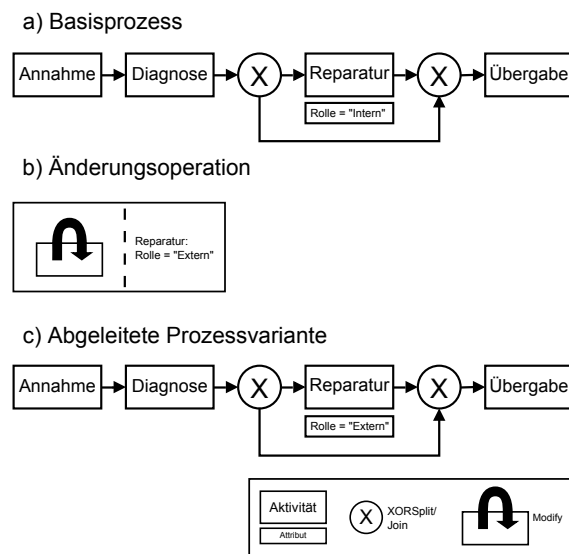 a) Basisprozess
Annahme
Diagnose
X
Reparatur
X
Übergabe
Rolle = "Intern"
b) Änderungsoperation
Reparatur:
Rolle = "Extern"
c) Abgeleitete Prozessvariante
Annahme
Diagnose
X
Reparatur
X
Übergabe
Rolle = "Extern"
Aktivität
Attribut
X
XORSplit/
Join
Modify